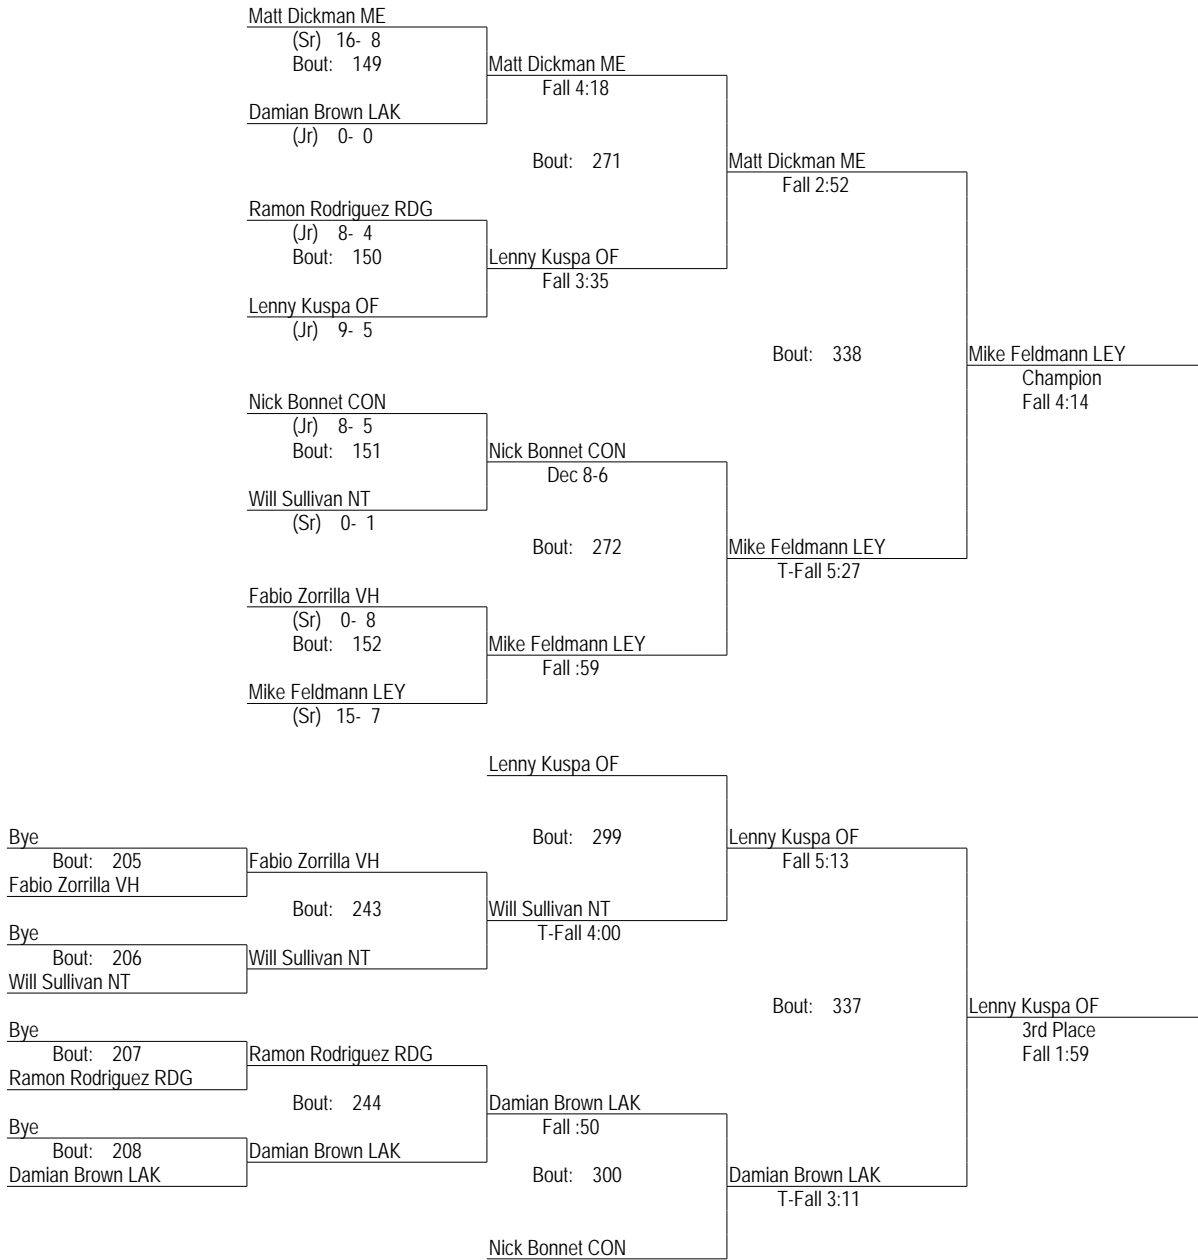 Matt Dickman ME
(Sr) 16- 8
Bout: 149
Matt Dickman ME
Fall 4:18
Damian Brown LAK
(Jr) 0- 0
Bout: 271
Matt Dickman ME
Fall 2:52
Ramon Rodriguez RDG
(Jr) 8- 4
Bout: 150
Lenny Kuspa OF
Fall 3:35
Lenny Kuspa OF
(Jr) 9- 5
Bout: 338
Mike Feldmann LEY
Champion
Fall 4:14
Nick Bonnet CON
(Jr) 8- 5
Bout: 151
Nick Bonnet CON
Dec 8-6
Will Sullivan NT
(Sr) 0- 1
Bout: 272
Mike Feldmann LEY
T-Fall 5:27
Fabio Zorrilla VH
(Sr) 0- 8
Bout: 152
Mike Feldmann LEY
Fall :59
Mike Feldmann LEY
(Sr) 15- 7
Lenny Kuspa OF
Bout: 299
Lenny Kuspa OF
Fall 5:13
Bye
Bout: 205
Fabio Zorrilla VH
Fabio Zorrilla VH
Bout: 243
Will Sullivan NT
T-Fall 4:00
Bye
Bout: 206
Will Sullivan NT
Will Sullivan NT
Bout: 337
Lenny Kuspa OF
3rd Place
Fall 1:59
Bye
Bout: 207
Ramon Rodriguez RDG
Ramon Rodriguez RDG
Bout: 244
Damian Brown LAK
Fall :50
Bye
Bout: 208
Damian Brown LAK
Damian Brown LAK
Bout: 300
Damian Brown LAK
T-Fall 3:11
Nick Bonnet CON